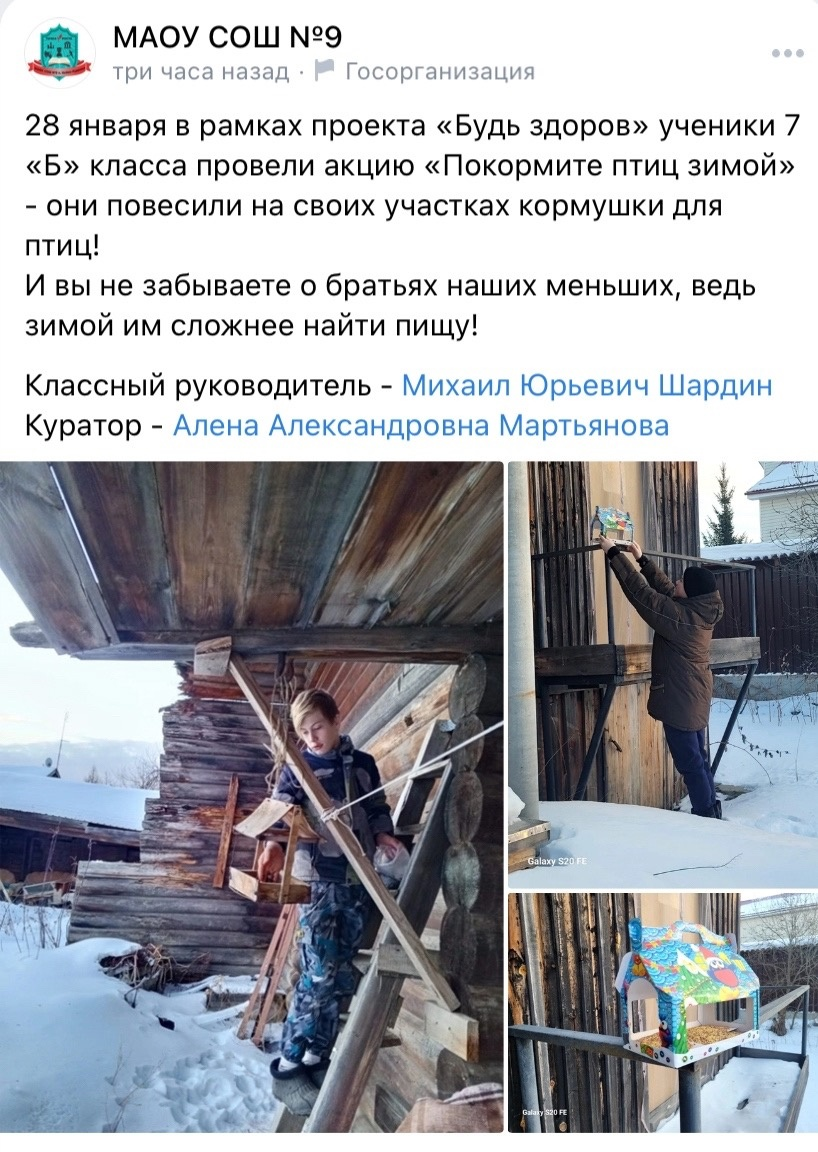 МАОУ СОШ №9
три часа назад · Госорганизация
28 января в рамках проекта «Будь здоров» ученики 7
«Б» класса провели акцию «Покормите птиц зимой»
- они повесили на своих участках кормушки для
птиц!
И вы не забываете о братьях наших меньших, ведь
зимой им сложнее найти пищу!
Классный руководитель - Михаил Юрьевич Шардин
Куратор - Алена Александровна Мартьянова
Galaxy S20 FE
Galaxy S20 FE